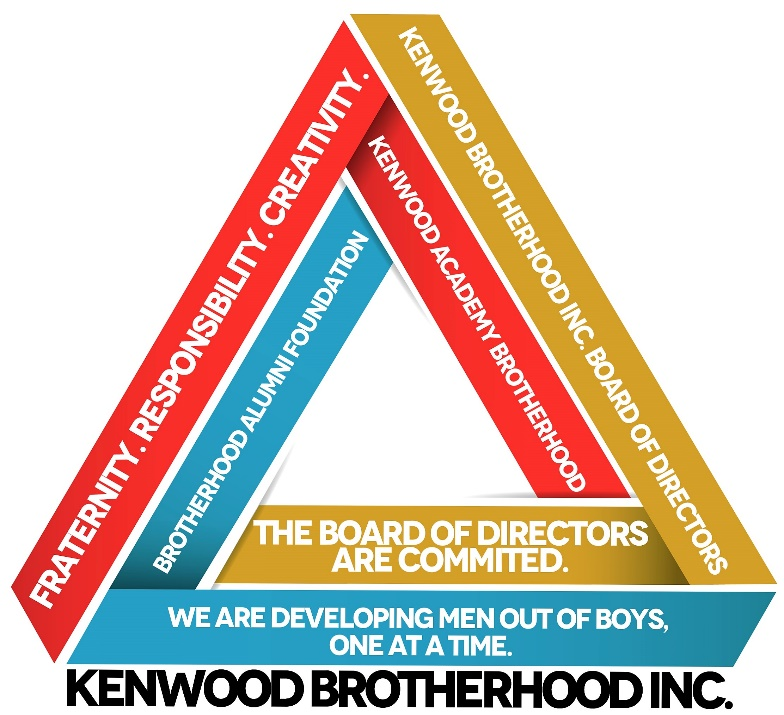 FRATERNITY. RESPONSIBILITY. CREATIVITY.
KENWOOD BROTHERHOOD INC. BOARD OF DIRECTORS
KENWOOD ACADEMY BROTHERHOOD
BROTHERHOOD ALUMNI FOUNDATION
THE BOARD OF DIRECTORS
ARE COMMITED.
WE ARE DEVELOPING MEN OUT OF BOYS,
ONE AT A TIME.
KENWOOD BROTHERHOOD INC.